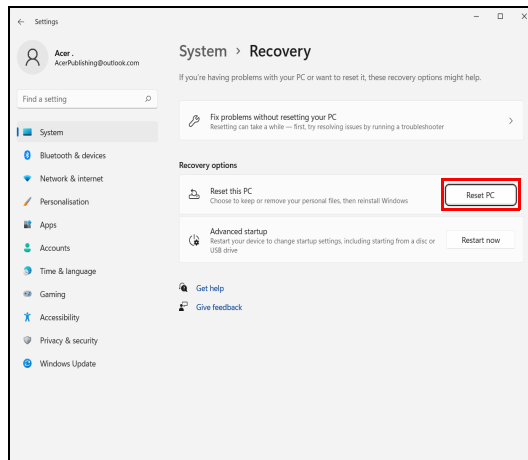 Settings
Acer .
AcerPublishing@outlook.com
Find a setting
System
Bluetooth & devices
Network & internet
Personalisation
Apps
Accounts
Time & language
Gaming
Accessibility
Privacy & security
Windows Update
System > Recovery
If you're having problems with your PC or want to reset it, these recovery options might help.
Fix problems without resetting your PC
Resetting can take a while — first, try resolving issues by running a troubleshooter
Recovery options
Reset this PC
Choose to keep or remove your personal files, then reinstall Windows
Reset PC
Advanced startup
Restart your device to change startup settings, including starting from a disc or
USB drive
Restart now
Get help
Give feedback